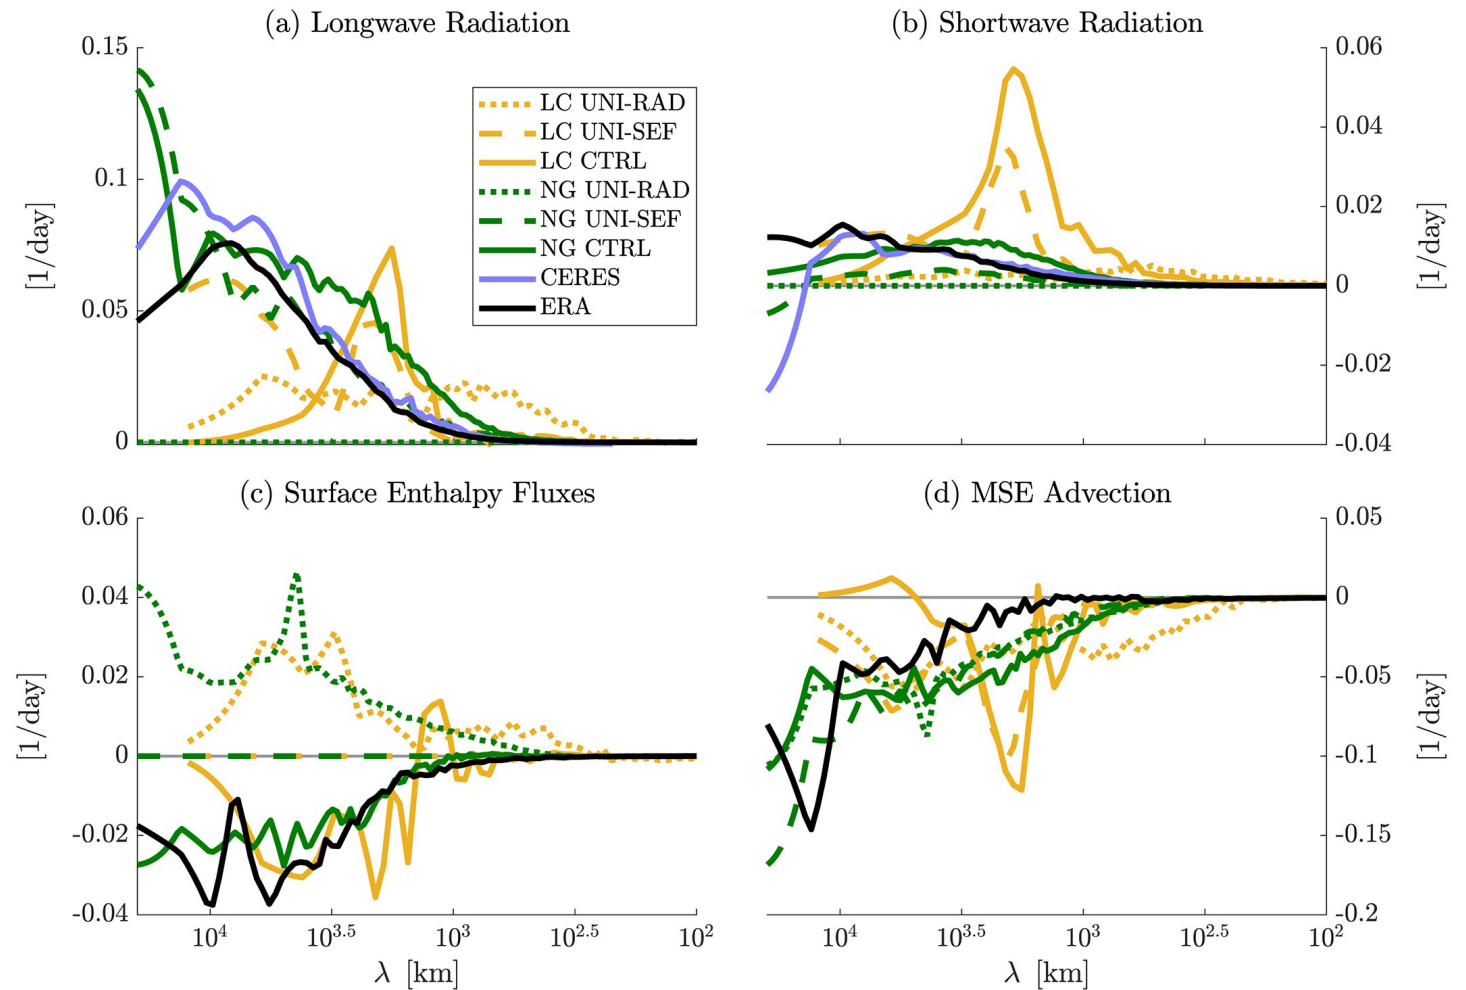 (a) Longwave Radiation
(b) Shortwave Radiation
0.15
0.1
0.05
0
[1/day]
LC UNI-RAD
LC UNI-SEF
LC CTRL
NG UNI-RAD
NG UNI-SEF
NG CTRL
CERES
ERA
0.06
0.04
0.02
0
-0.02
-0.04
[1/day]
(c) Surface Enthalpy Fluxes
(d) MSE Advection
0.06
0.04
0.02
0
-0.02
-0.04
[1/day]
10^4
10^3.5
10^3
10^2.5
10^2
λ [km]
0.05
0
-0.05
-0.1
-0.15
-0.2
[1/day]
10^4
10^3.5
10^3
10^2.5
10^2
λ [km]